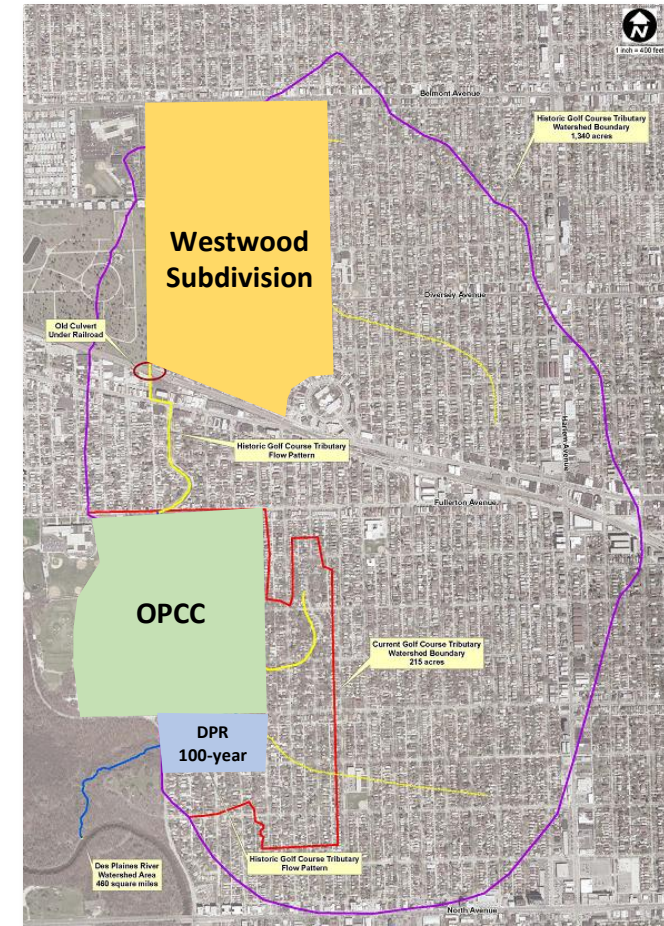 N
1 inch = 400 feet
Belmont Avenue
Historic Golf Course Tributary
Watershed Boundary
1,340 acres
Westwood
Subdivision
Diversey Avenue
Old Culvert
Under Railroad
Harlem Avenue
Historic Golf Course Tributary
Flow Pattern
Fullerton Avenue
OPCC
Current Golf Course Tributary
Watershed Boundary
215 acres
DPR
100-year
Historic Golf Course Tributary
Flow Pattern
Des Plaines River
Watershed Area
460 square miles
North Avenue